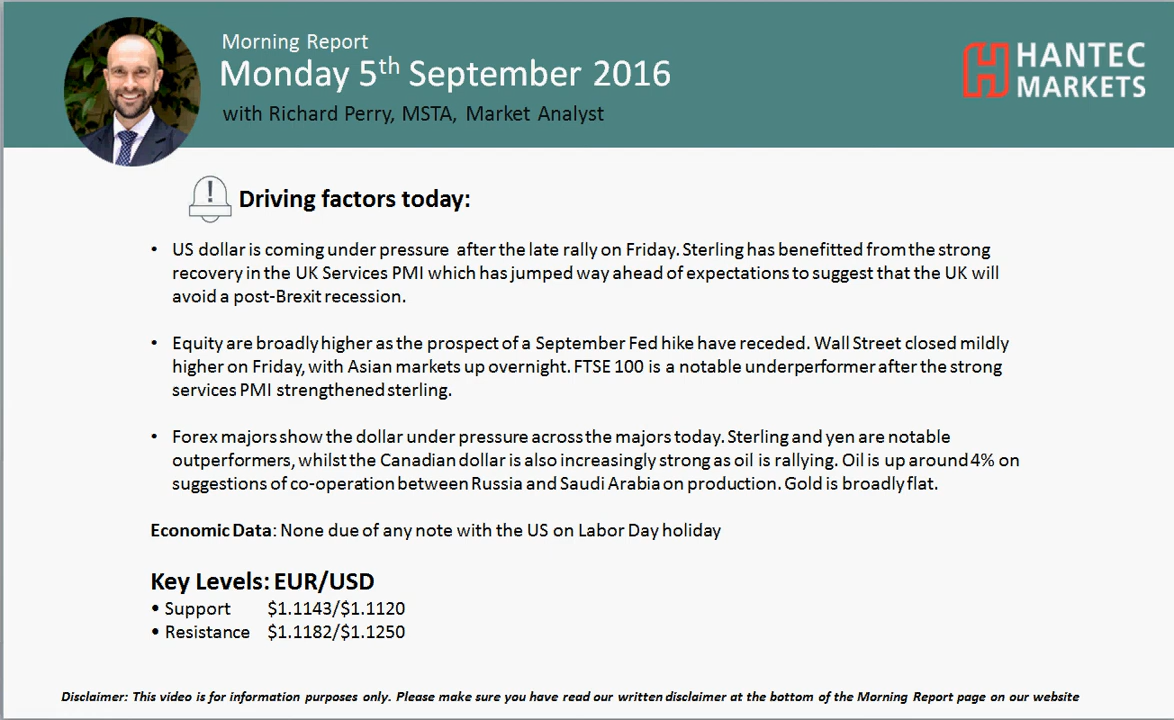 Morning Report
Monday 5th September 2016
with Richard Perry, MSTA, Market Analyst
HANTEC
MARKETS
Driving factors today:
• US dollar is coming under pressure after the late rally on Friday. Sterling has benefitted from the strong
recovery in the UK Services PMI which has jumped way ahead of expectations to suggest that the UK will
avoid a post-Brexit recession.
• Equity are broadly higher as the prospect of a September Fed hike have receded. Wall Street closed mildly
higher on Friday, with Asian markets up overnight. FTSE 100 is a notable underperformer after the strong
services PMI strengthened sterling.
• Forex majors show the dollar under pressure across the majors today. Sterling and yen are notable
outperformers, whilst the Canadian dollar is also increasingly strong as oil is rallying. Oil is up around 4% on
suggestions of co-operation between Russia and Saudi Arabia on production. Gold is broadly flat.
Economic Data: None due of any note with the US on Labor Day holiday
Key Levels: EUR/USD
• Support $1.1143/$1.1120
• Resistance $1.1182/$1.1250
Disclaimer: This video is for information purposes only. Please make sure you have read our written disclaimer at the bottom of the Morning Report page on our website